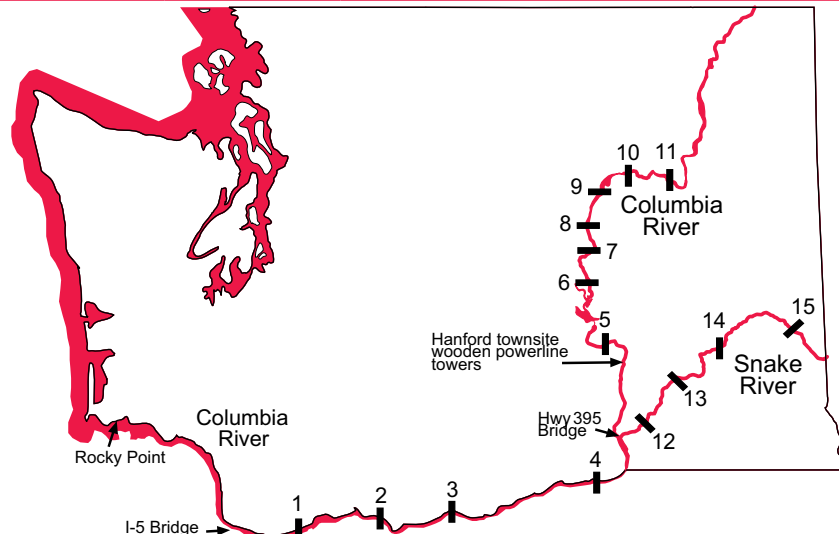 10
11
9
Columbia
River
8
7
6
5
15
14
Hanford townsite
wooden powerline
towers
Snake
River
13
Columbia
River
Hwy 395
Bridge
12
Rocky Point
4
3
2
1
I-5 Bridge